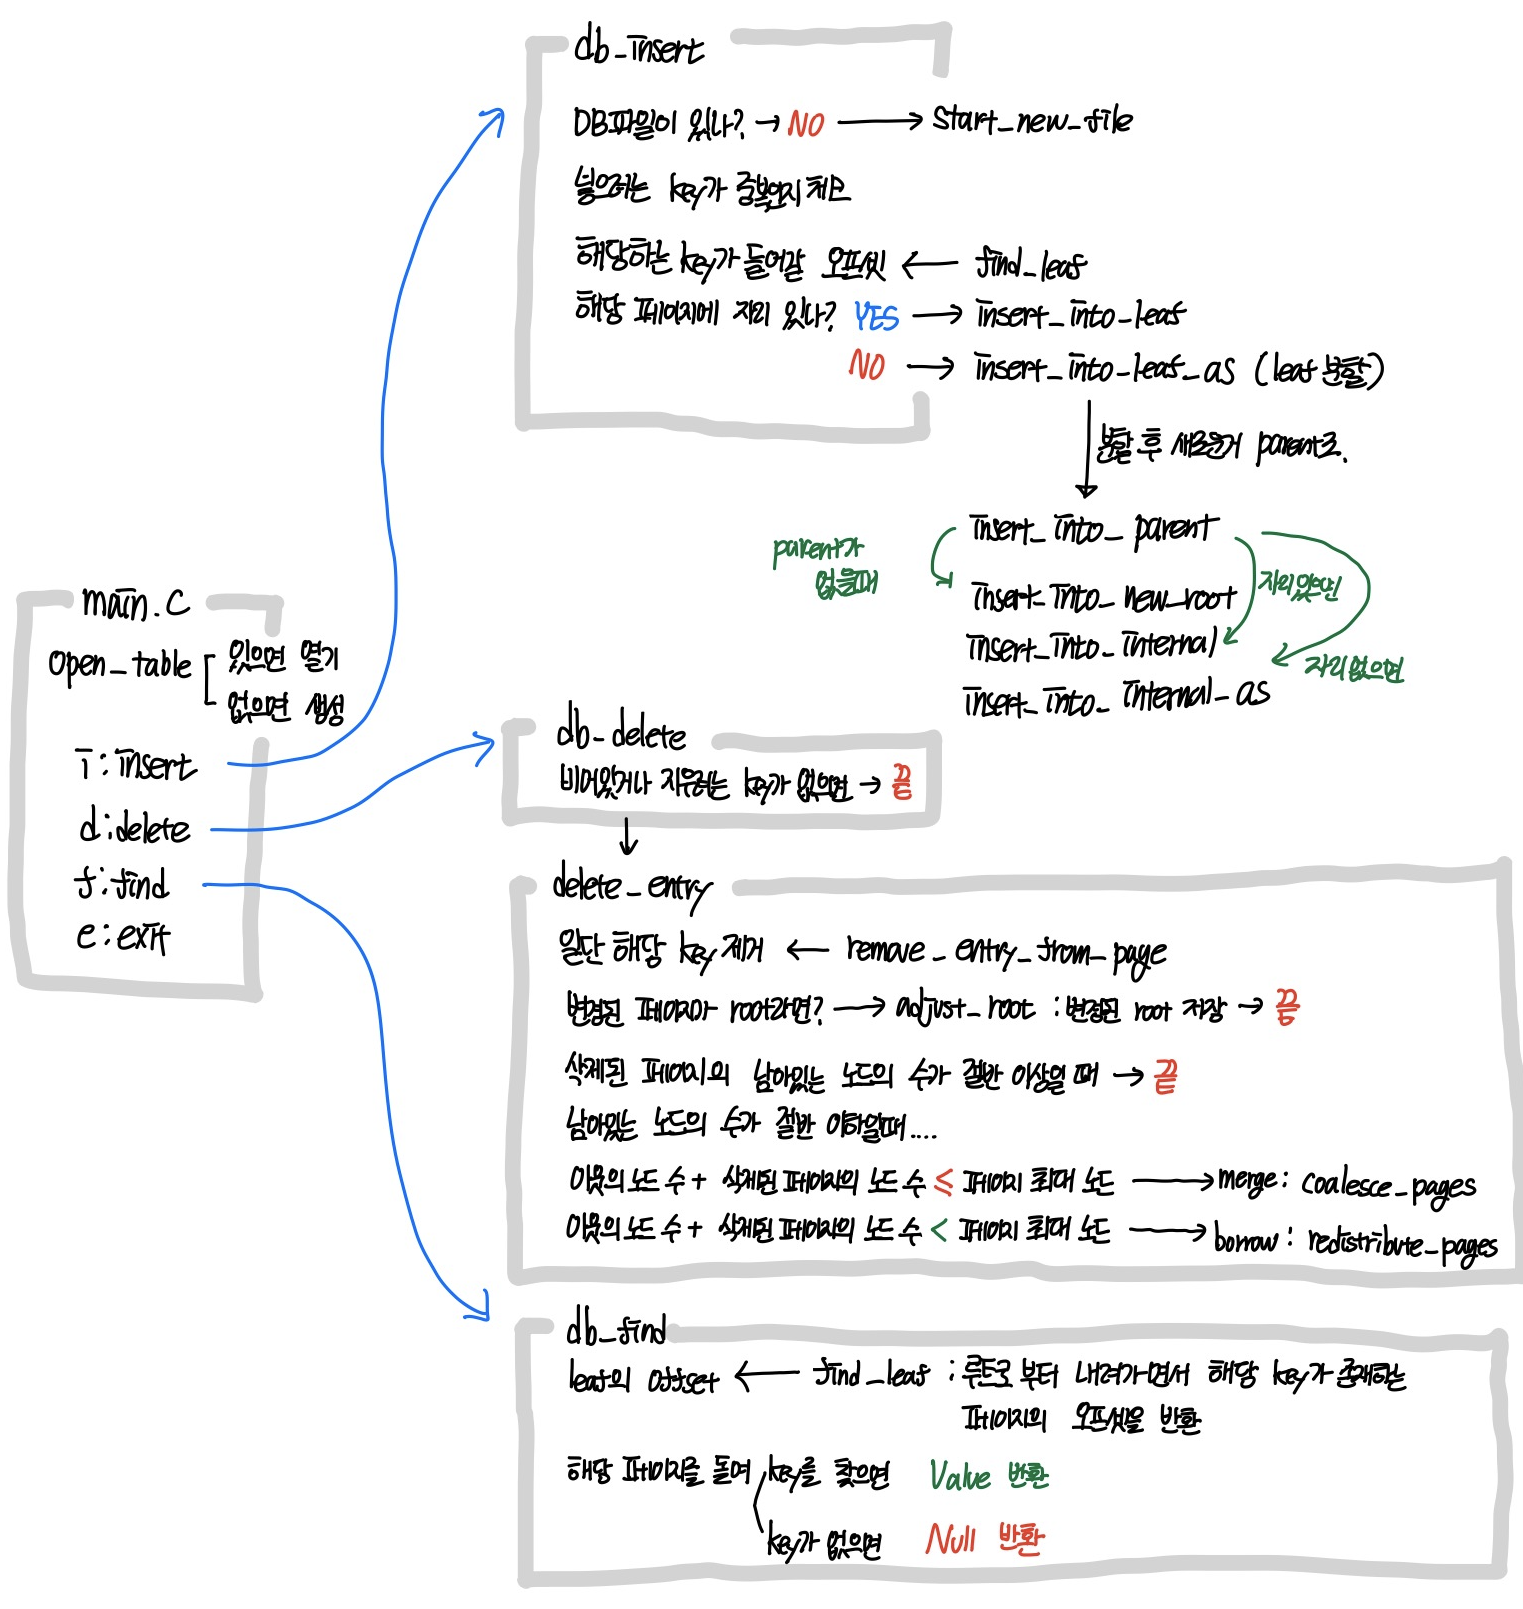 main.c
open_table 있으면 열기
없으면 생성
i : insert
d : delete
f : find
e : exit
db_insert
DB파일이 있나? → NO → start_new_file
넣으려는 key가 중복인지 체크
해당하는 key가 들어갈 오프셋 ← find_leaf
해당 페이지에 자리 있나? YES → insert_into_leaf
NO → insert_into_leaf_as (leaf 분할)
분할 후 새로운거 parent로.
insert_into_parent
parent가
없을때
insert_into_new_root
자리있으면
insert_into_internal
자리없으면
insert_into_internal_as
db_delete
비어있거나 지우려는 key가 없으면 → 끝
delete_entry
일단 해당 key 제거 ← remove_entry_from_page
변경된 페이지가 root라면? → adjust_root : 변경된 root 저장 → 끝
삭제된 페이지의 남아있는 노드의 수가 절반 이상일 때 → 끝
남아있는 노드의 수가 절반 이하일때....
이웃의 노드 수 + 삭제된 페이지의 노드 수 ≤ 페이지 최대 노드 → merge : coalesce_pages
이웃의 노드 수 + 삭제된 페이지의 노드 수 < 페이지 최대 노드 → borrow : redistribute_pages
db_find
leaf의 offset ← find_leaf : 루트로 부터 내려가면서 해당 key가 존재하는
페이지의 오프셋을 반환
해당 페이지를 돌며 key를 찾으면 Value 반환
key가 없으면 Null 반환